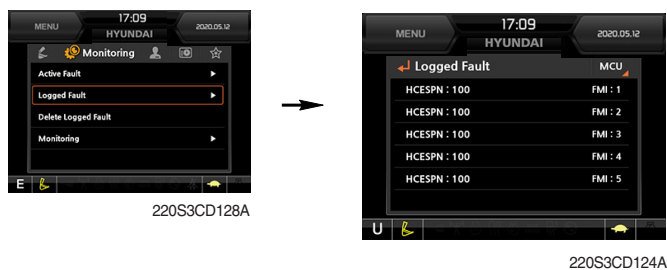 MENU 17:09 2020.05.12
HYUNDAI
Monitoring
Active Fault
Logged Fault
Delete Logged Fault
Monitoring
E
220S3CD128A
MENU 17:09 2020.05.12
HYUNDAI
Logged Fault MCU
HCESPN : 100 FMI : 1
HCESPN : 100 FMI : 2
HCESPN : 100 FMI : 3
HCESPN : 100 FMI : 4
HCESPN : 100 FMI : 5
U
220S3CD124A